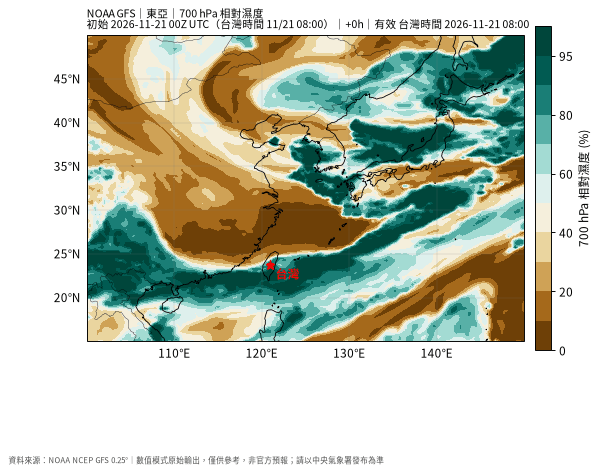 NOAA GFS｜東亞｜700 hPa 相對濕度
初始 2026-11-21 00Z UTC（台灣時間 11/21 08:00）｜+0h｜有效 台灣時間 2026-11-21 08:00
45°N
40°N
35°N
30°N
25°N
20°N
110°E
120°E
130°E
140°E
台灣
95
80
60
40
20
0
700 hPa 相對濕度 (%)
資料來源：NOAA NCEP GFS 0.25°｜數值模式原始輸出，僅供參考，非官方預報；請以中央氣象署發布為準